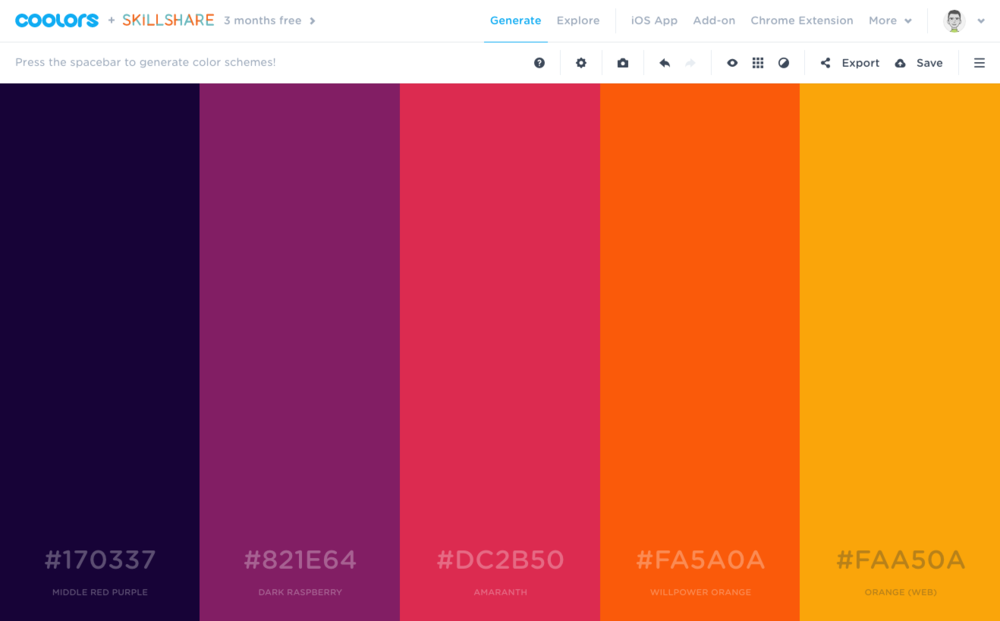 coolors + SKILLSHARE 3 months free Generate Explore iOS App Add-on Chrome Extension More
Press the spacebar to generate color schemes! Export Save
#170337 #821E64 #DC2B50 #FA5A0A #FAA50A
MIDDLE RED PURPLE DARK RASPBERRY AMARANTH WILLPOWER ORANGE ORANGE (WEB)